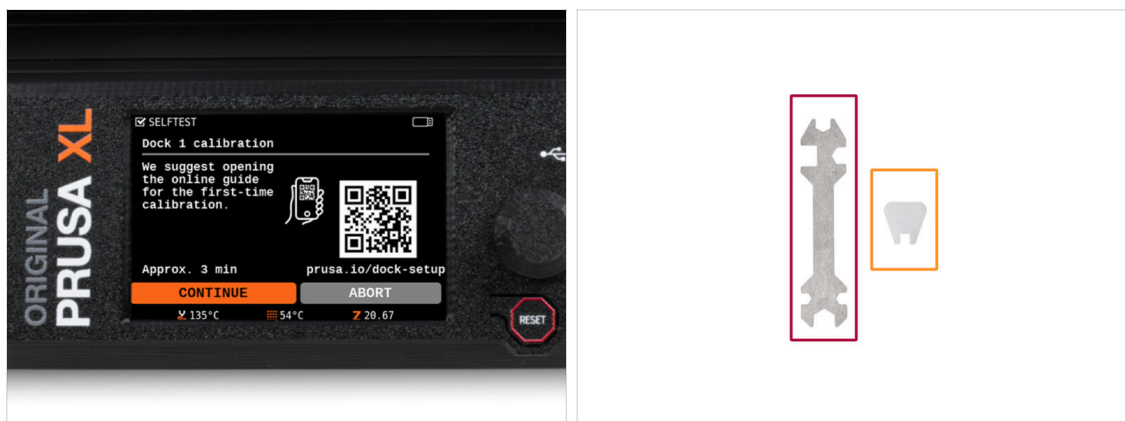 ORIGINAL
PRUSA XL
SELFTEST
Dock 1 calibration
We suggest opening
the online guide
for the first-time
calibration.
Approx. 3 min
prusa.io/dock-setup
CONTINUE
ABORT
135°C
54°C
Z 20.67
RESET